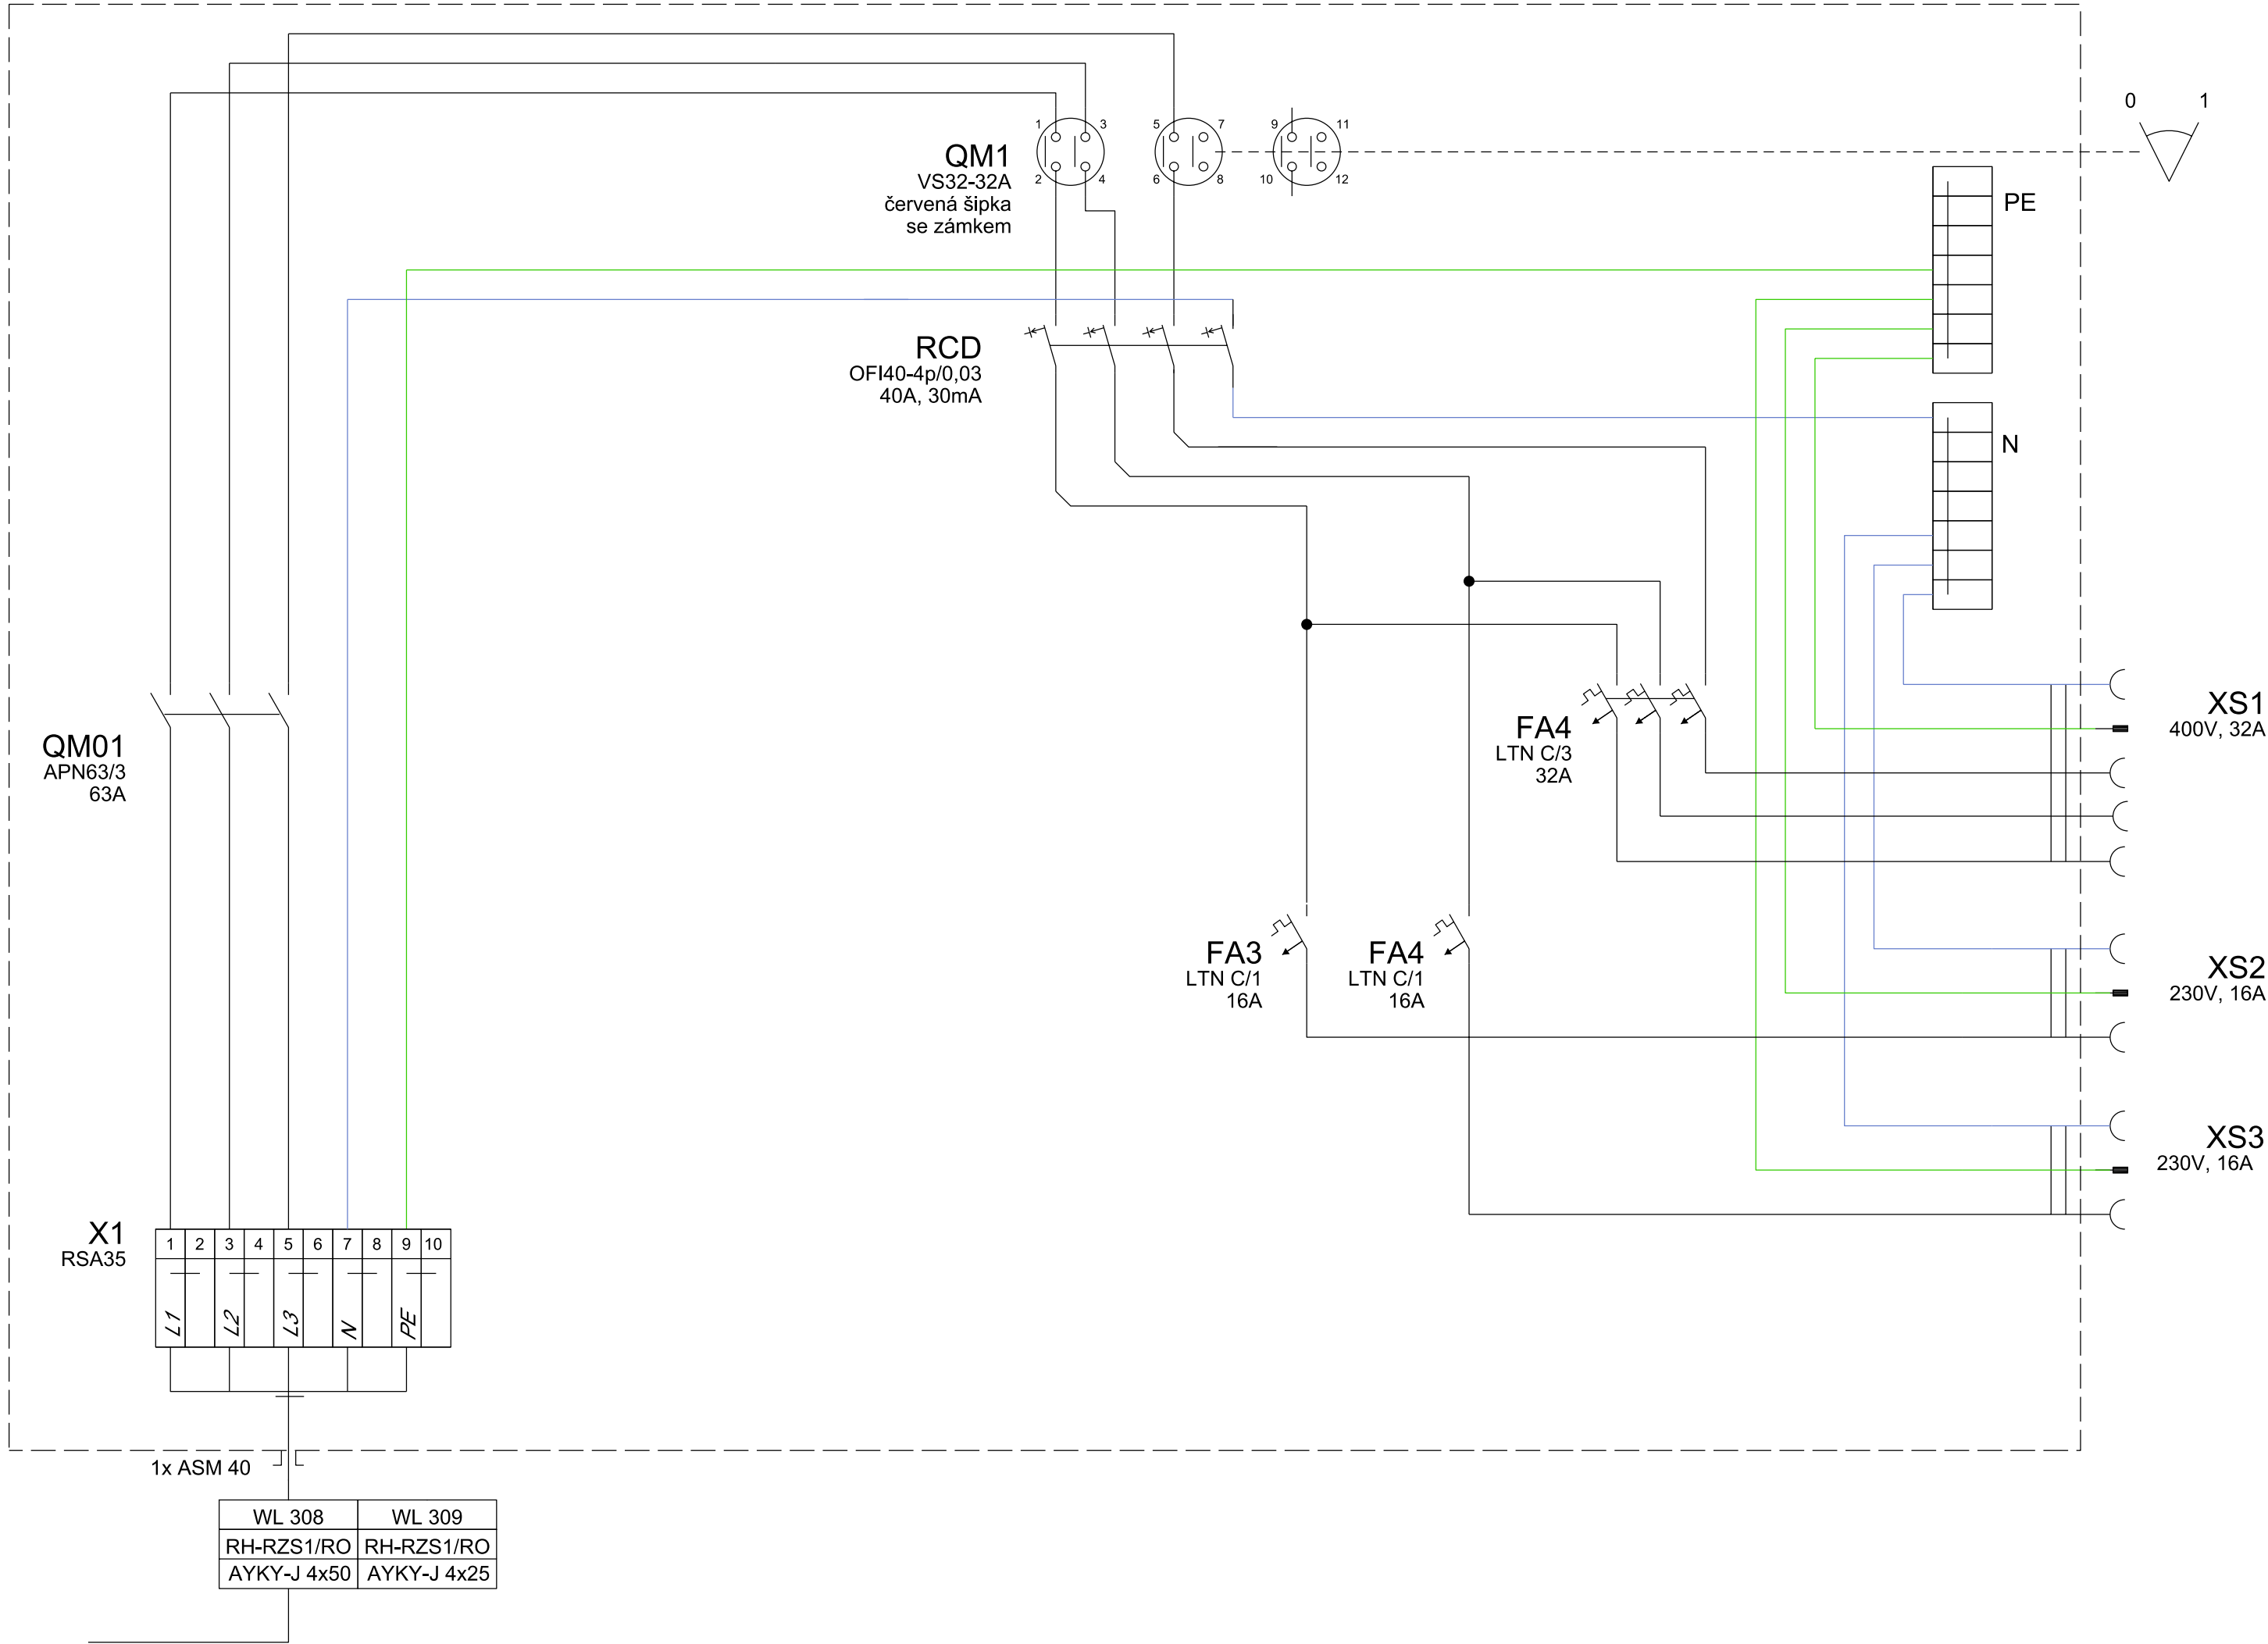 0 1
1 3 5 7 9 11
QM1
2 4 6 8 10 12
VS32-32A
červená šipka
se zámkem
PE
RCD
OFI40-4p/0,03
40A, 30mA
N
XS1
400V, 32A
FA4
LTN C/3
32A
QM01
APN63/3
63A
FA3
LTN C/1
16A
FA4
LTN C/1
16A
XS2
230V, 16A
XS3
230V, 16A
X1
RSA35
1 2 3 4 5 6 7 8 9 10
L1 L2 L3 N PE
1x ASM 40
WL 308 WL 309
RH-RZS1/RO RH-RZS1/RO
AYKY-J 4x50 AYKY-J 4x25